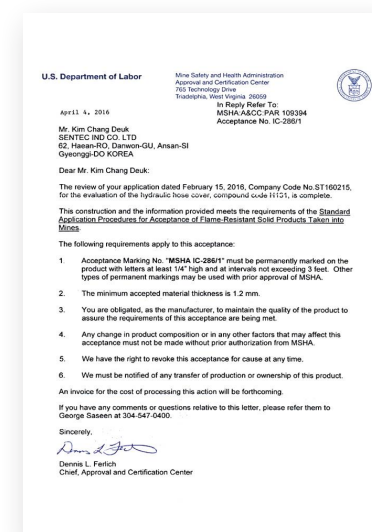 U.S. Department of Labor
Mine Safety and Health Administration
Approval and Certification Center
765 Technology Drive
Triadelphia, West Virginia 26059
In Reply Refer To:
April 4, 2016
MSHA:A&CC:PAR 109394
Acceptance No. IC-286/1
Mr. Kim Chang Deuk
SENTEC IND CO. LTD
62, Haean-RO, Danwon-GU, Ansan-SI
Gyeonggi-DO KOREA
Dear Mr. Kim Chang Deuk:
The review of your application dated February 15, 2016, Company Code No.ST160215,
for the evaluation of the hydraulic hose cover, compound code H131, is complete.
This construction and the information provided meets the requirements of the Standard
Application Procedures for Acceptance of Flame-Resistant Solid Products Taken into
Mines.
The following requirements apply to this acceptance:
1. Acceptance Marking No. "MSHA IC-286/1" must be permanently marked on the
product with letters at least 1/4" high and at intervals not exceeding 3 feet. Other
types of permanent markings may be used with prior approval of MSHA.
2. The minimum accepted material thickness is 1.2 mm.
3. You are obligated, as the manufacturer, to maintain the quality of the product to
assure the requirements of this acceptance are being met.
4. Any change in product composition or in any other factors that may affect this
acceptance must not be made without prior authorization from MSHA.
5. We have the right to revoke this acceptance for cause at any time.
6. We must be notified of any transfer of production or ownership of this product.
An invoice for the cost of processing this action will be forthcoming.
If you have any comments or questions relative to this letter, please refer them to
George Saseen at 304-547-0400.
Sincerely,
Dennis L. Ferlich
Chief, Approval and Certification Center